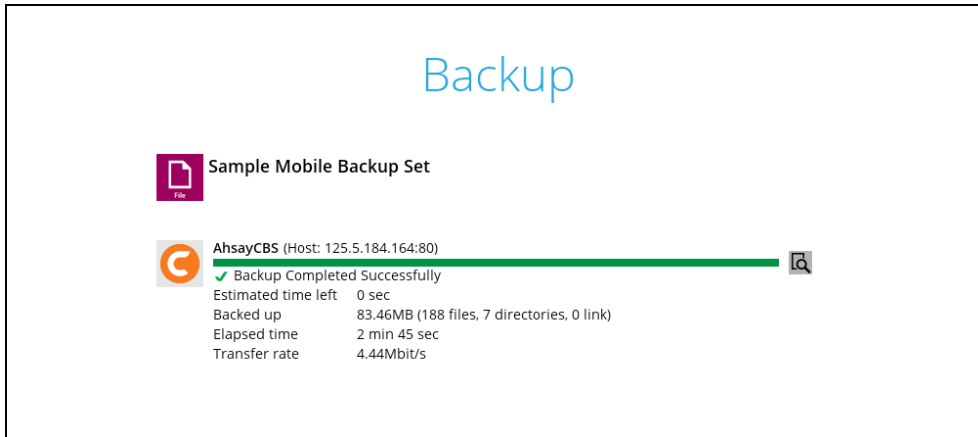 Backup
Sample Mobile Backup Set
File
AhsayCBS (Host: 125.5.184.164:80)
Backup Completed Successfully
Estimated time left 0 sec
Backed up 83.46MB (188 files, 7 directories, 0 link)
Elapsed time 2 min 45 sec
Transfer rate 4.44Mbit/s